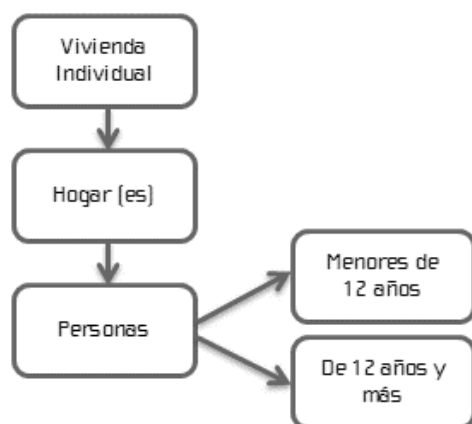 Vivienda
Individual
Hogar (es)
Personas
Menores de
12 años
De 12 años y
más